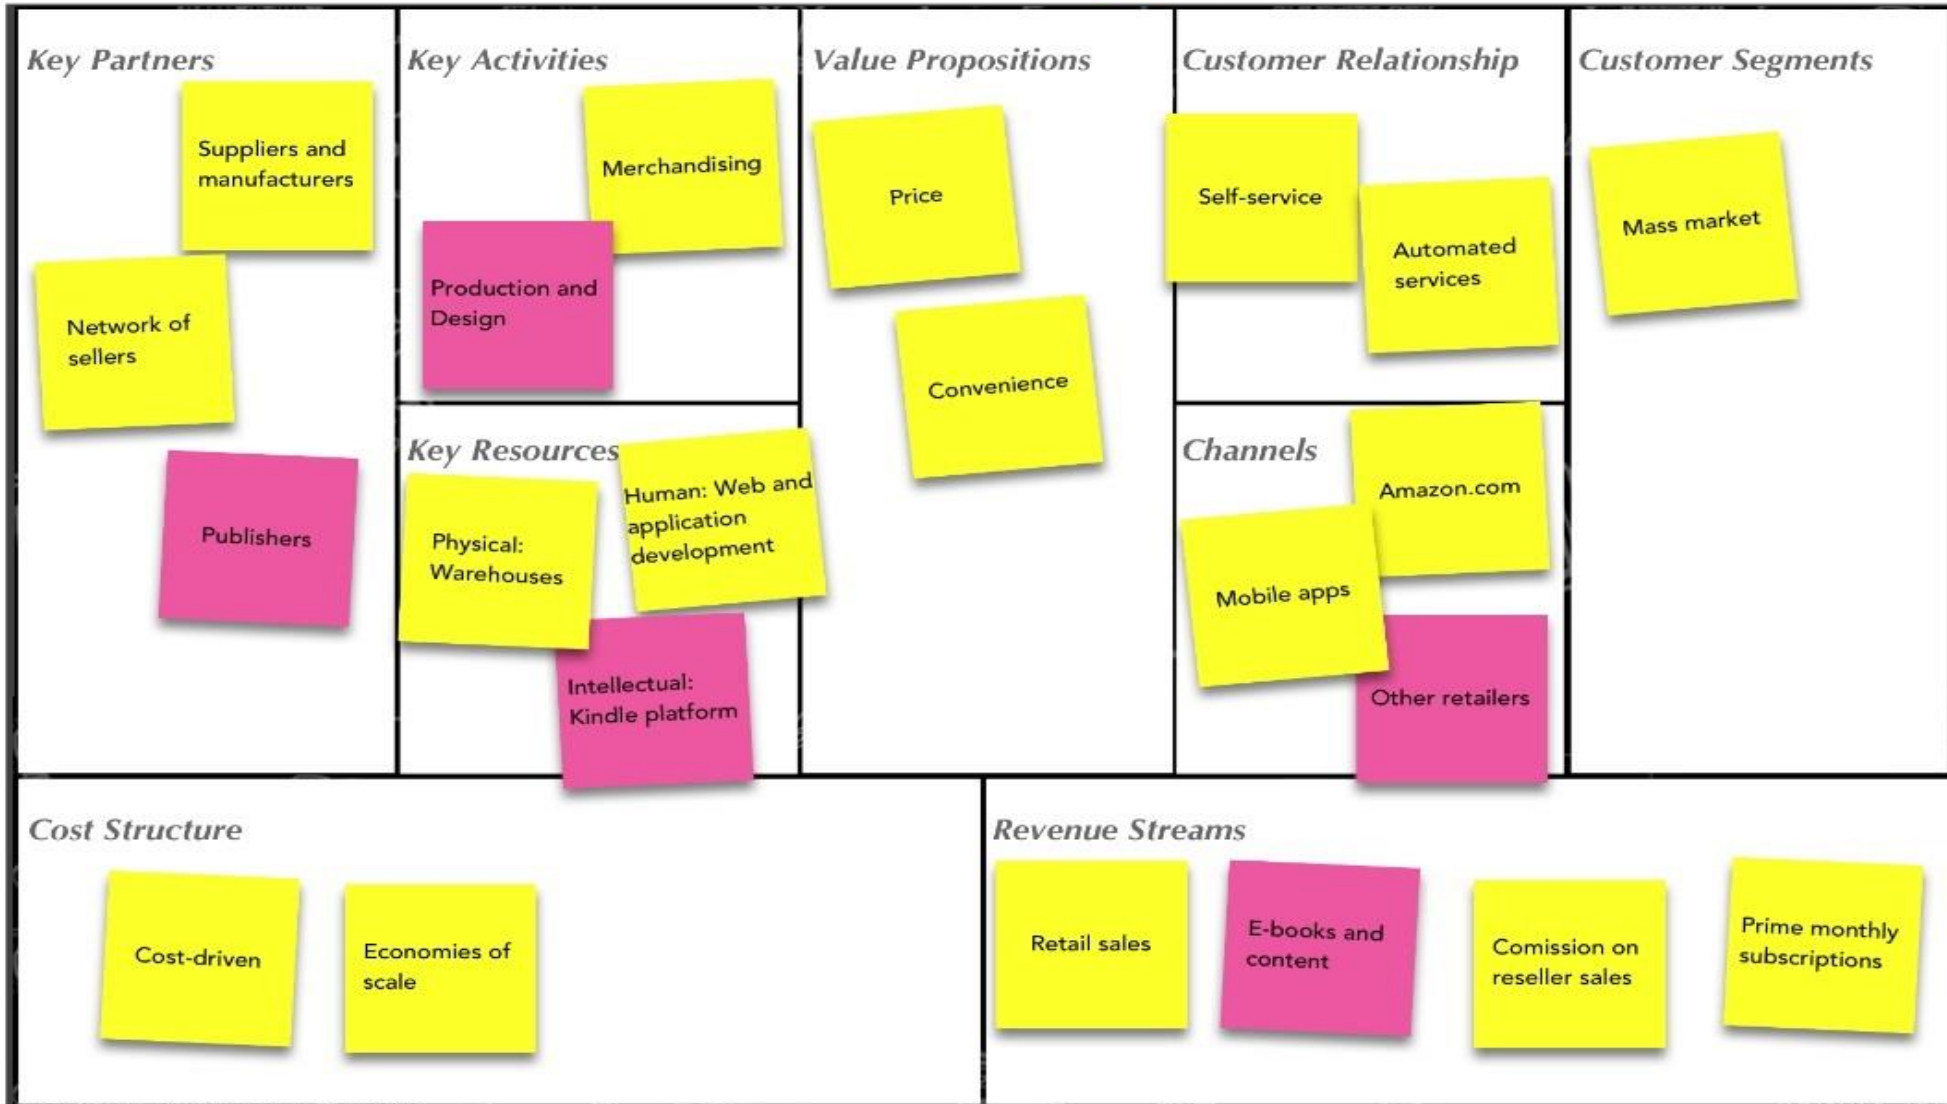 Key Partners
Suppliers and
manufacturers
Network of
sellers
Publishers
Key Activities
Merchandising
Production and
Design
Key Resources
Human: Web and
application
development
Physical:
Warehouses
Intellectual:
Kindle platform
Value Propositions
Price
Convenience
Customer Relationship
Self-service
Automated
services
Channels
Amazon.com
Mobile apps
Other retailers
Customer Segments
Mass market
Cost Structure
Cost-driven
Economies of
scale
Revenue Streams
Retail sales
E-books and
content
Comission on
reseller sales
Prime monthly
subscriptions